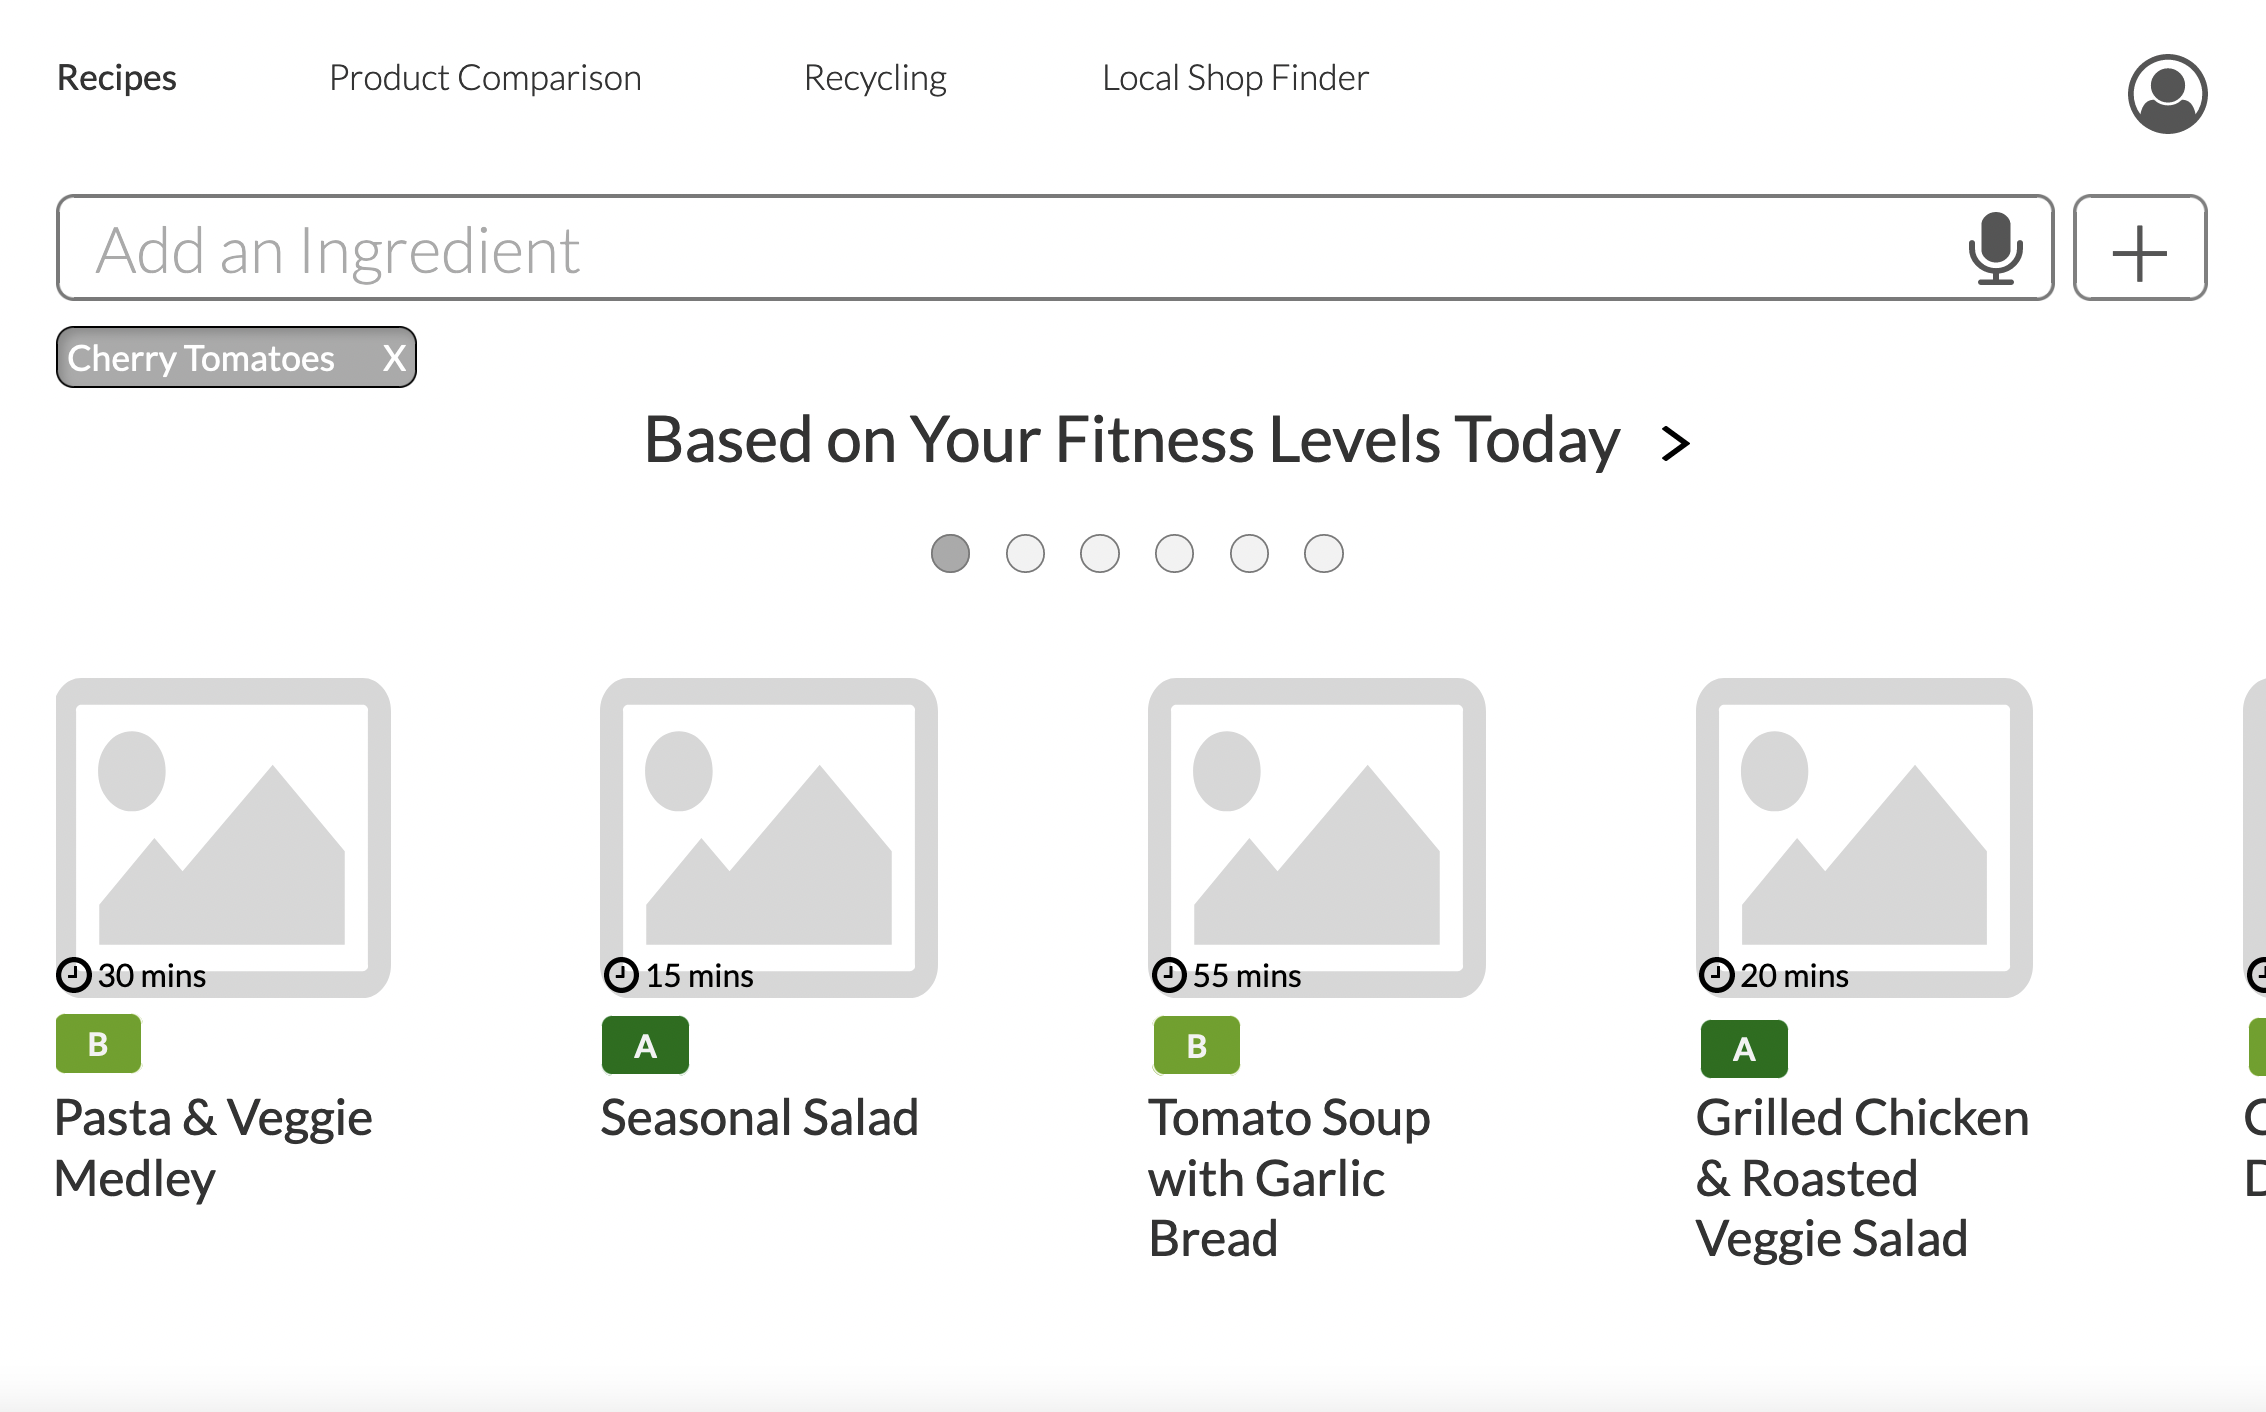 Recipes Product Comparison Recycling Local Shop Finder
Add an Ingredient
Cherry Tomatoes X
Based on Your Fitness Levels Today >
30 mins
B
Pasta & Veggie
Medley
15 mins
A
Seasonal Salad
55 mins
B
Tomato Soup
with Garlic
Bread
20 mins
A
Grilled Chicken
& Roasted
Veggie Salad